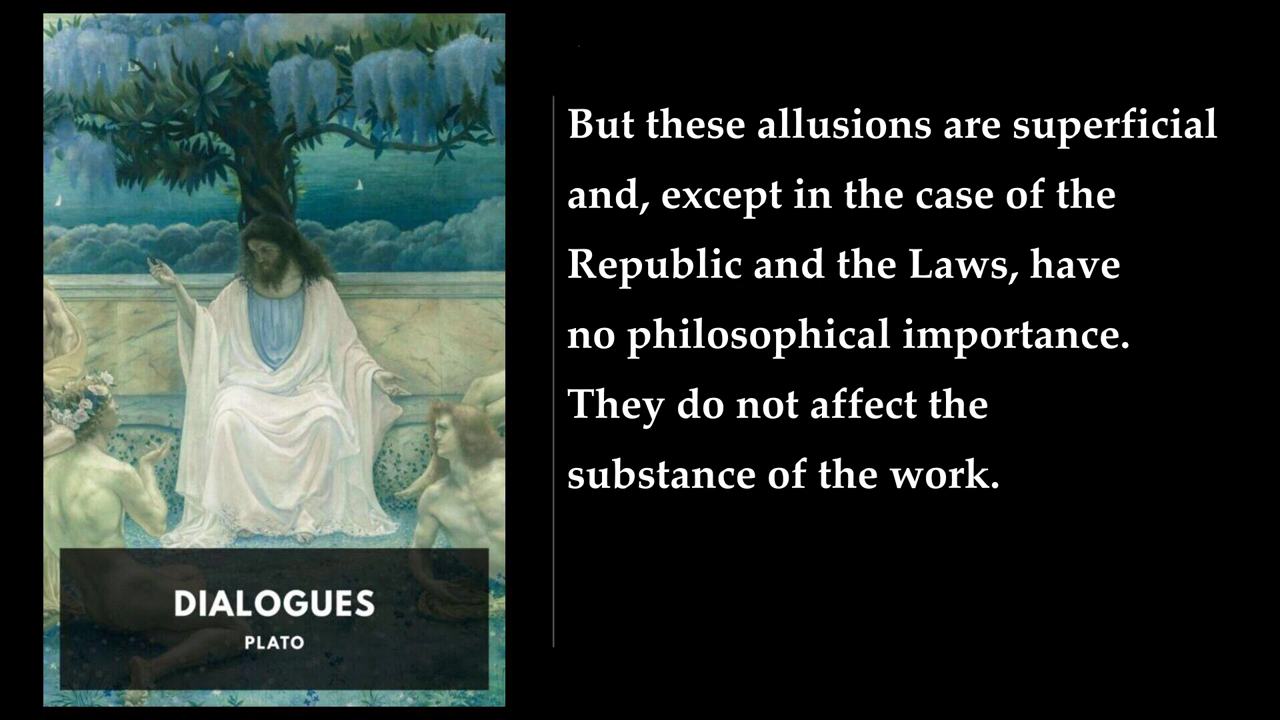 DIALOGUES
PLATO
But these allusions are superficial
and, except in the case of the
Republic and the Laws, have
no philosophical importance.
They do not affect the
substance of the work.